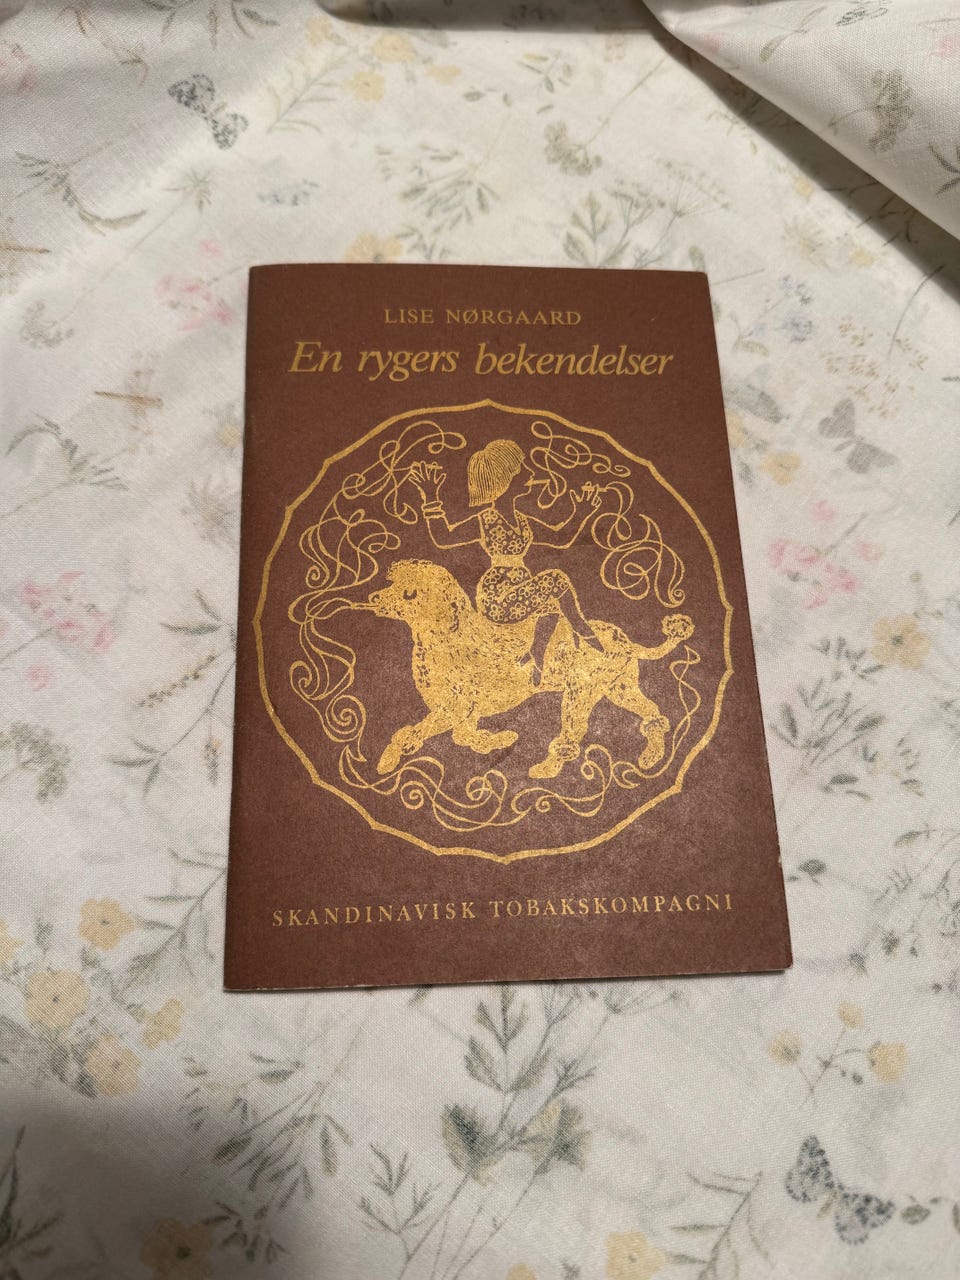 LISE NØRGAARD
En rygers bekendelser
SKANDINAVISK TOBAKSKOMPAGNI